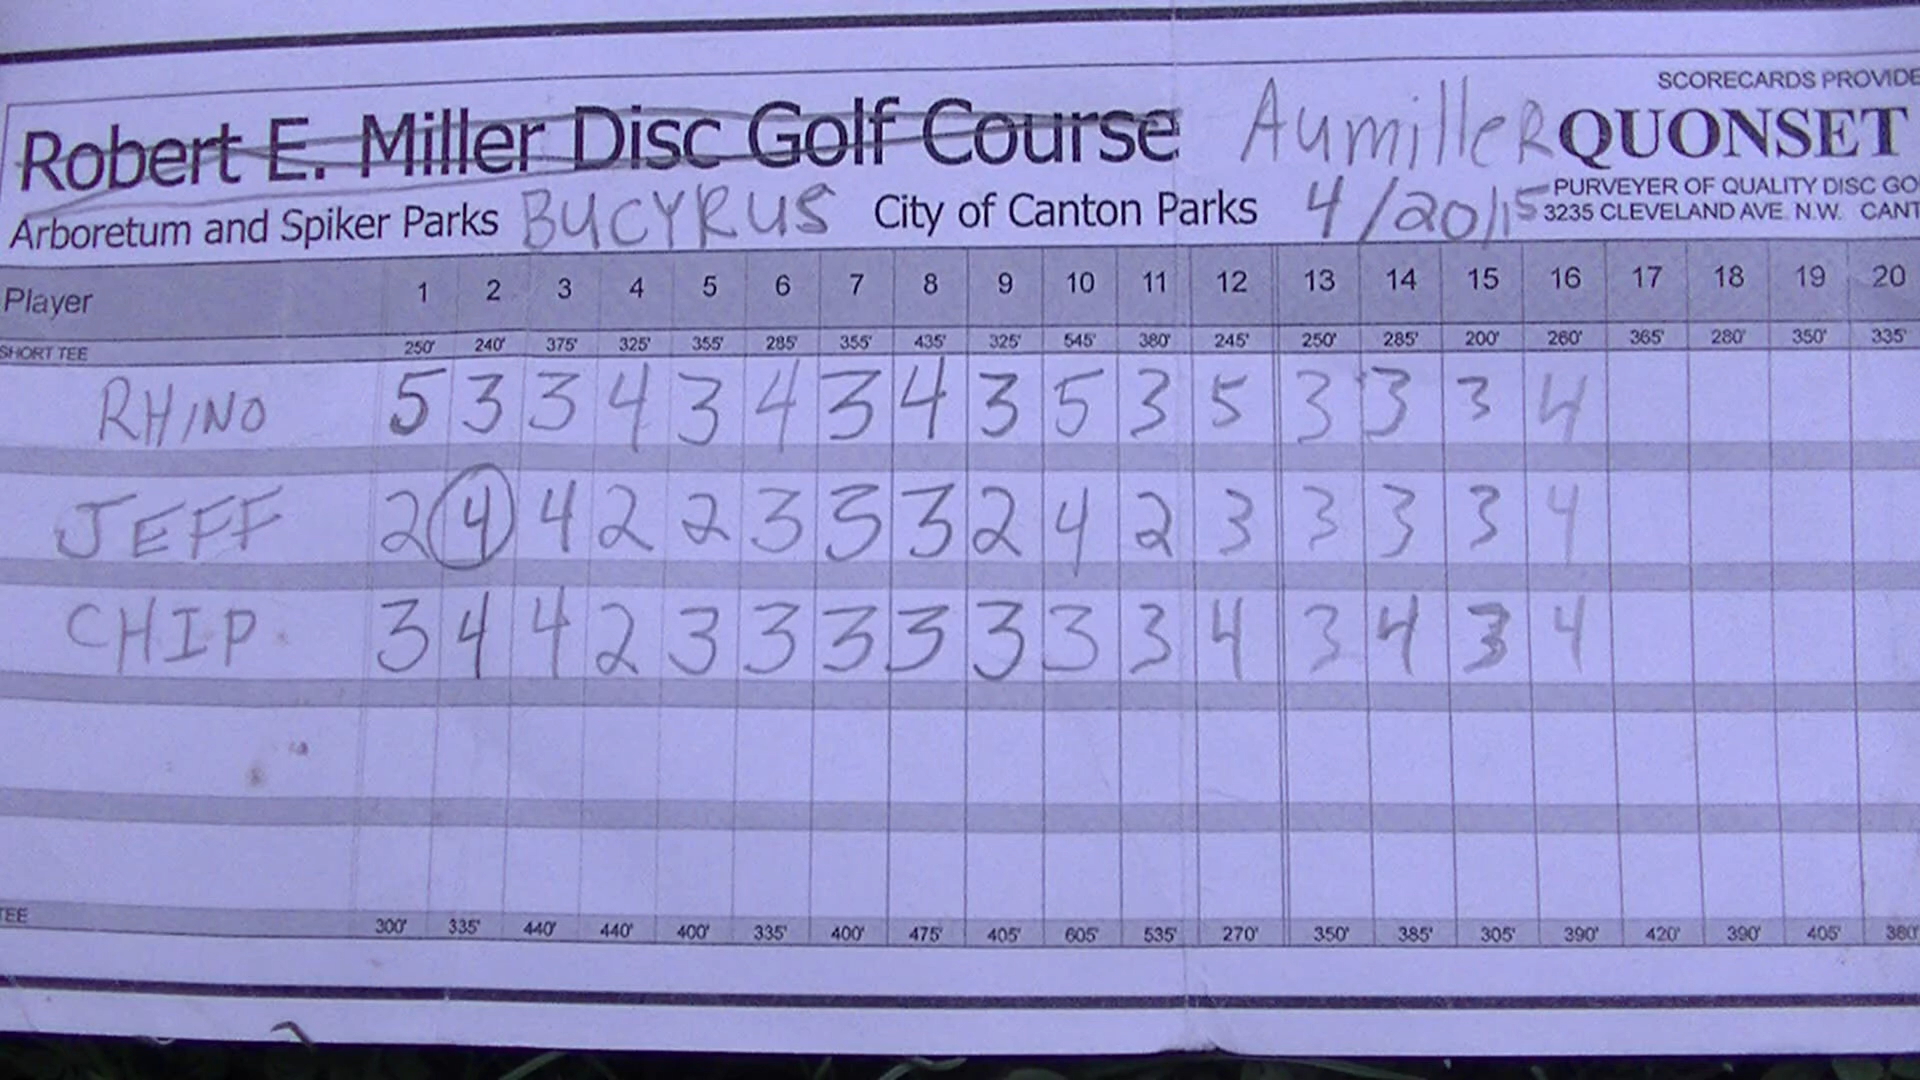 SCORECARDS PROVIDE
Robert E. Miller Disc Golf Course AumilleR QUONSET
PURVEYER OF QUALITY DISC GO
Arboretum and Spiker Parks BUCYRUS City of Canton Parks 4/20/15 3235 CLEVELAND AVE. N.W. CANT
Player 1 2 3 4 5 6 7 8 9 10 11 12 13 14 15 16 17 18 19 20
SHORT TEE 250' 240' 375' 325' 355' 285' 355' 435' 325' 545' 380' 245' 250' 285' 200' 260' 365' 280' 350' 335'
RHINO 5 3 3 4 3 4 3 4 3 5 3 5 3 3 3 4
JEFF 2 4 4 2 2 3 3 3 2 4 2 3 3 3 3 4
CHIP 3 4 4 2 3 3 3 3 3 3 3 4 3 4 3 4
TEE 300' 335' 440' 440' 400' 335' 400' 475' 405' 605' 535' 270' 350' 385' 305' 390' 420' 390' 405' 380'